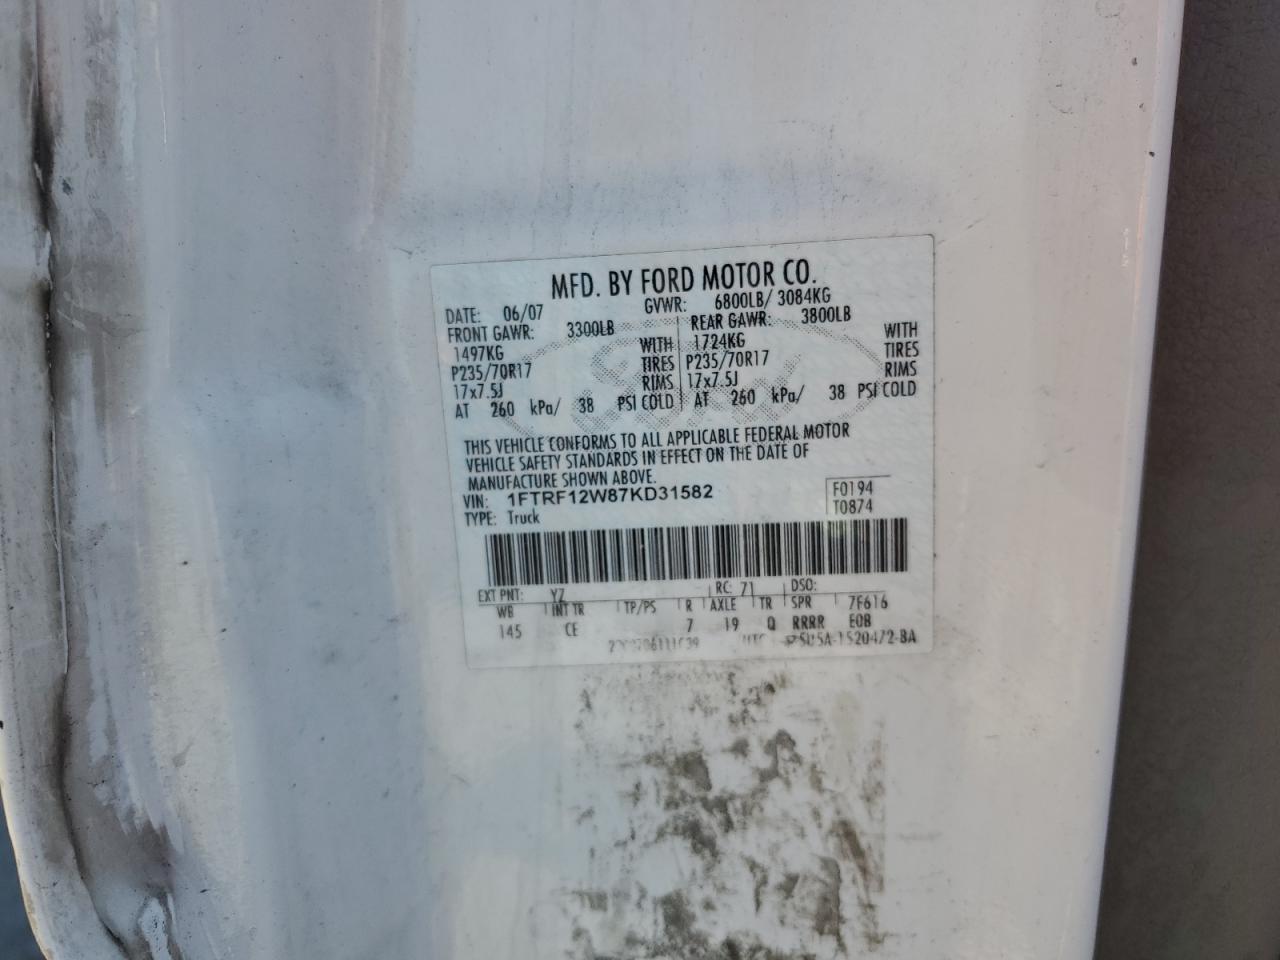 MFD. BY FORD MOTOR CO.
DATE: 06/07 GVWR: 6800LB/ 3084KG
FRONT GAWR: 3300LB REAR GAWR: 3800LB
1497KG WITH 1724KG WITH
P235/70R17 TIRES P235/70R17 TIRES
17x7.5J RIMS 17x7.5J RIMS
AT 260 kPa/ 38 PSI COLD AT 260 kPa/ 38 PSI COLD
THIS VEHICLE CONFORMS TO ALL APPLICABLE FEDERAL MOTOR
VEHICLE SAFETY STANDARDS IN EFFECT ON THE DATE OF
MANUFACTURE SHOWN ABOVE.
VIN: 1FTRF12W87KD31582 F0194
TYPE: Truck T0874
EXT PNT: YZ RC: 71 DSO:
WB INT TR TP/PS R AXLE TR SPR 7F616
145 CE 7 19 Q RRRR E0B